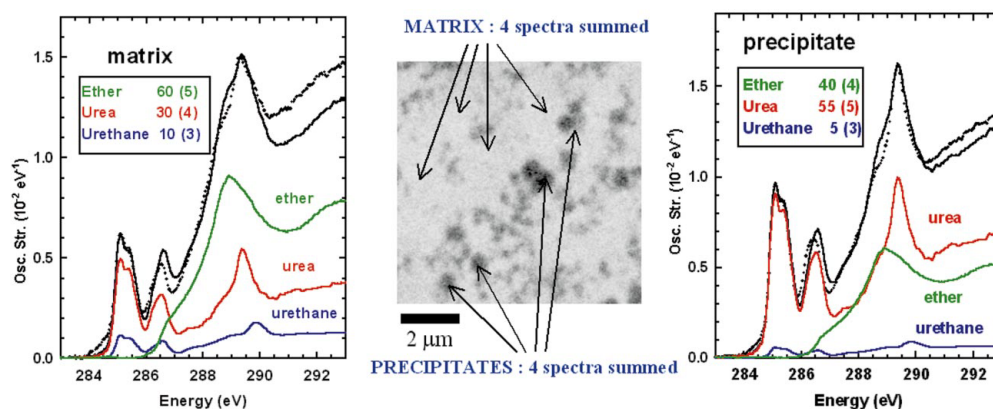 matrix
Ether 60 (5)
Urea 30 (4)
Urethane 10 (3)
ether
urea
urethane
1.5
1.0
0.5
0.0
Osc. Str. (10⁻² eV⁻¹)
284 286 288 290 292
Energy (eV)
MATRIX : 4 spectra summed
2 μm
PRECIPITATES : 4 spectra summed
precipitate
Ether 40 (4)
Urea 55 (5)
Urethane 5 (3)
urea
ether
urethane
1.5
1.0
0.5
0.0
Osc. Str. (10⁻² eV⁻¹)
284 286 288 290 292
Energy (eV)